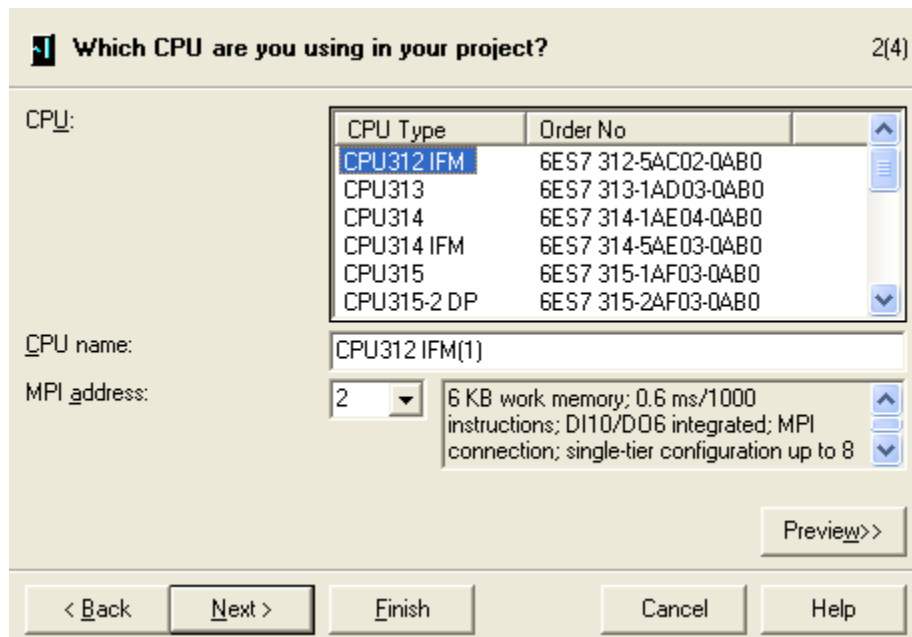 Which CPU are you using in your project? 2(4)
CPU:
CPU Type Order No
CPU312 IFM 6ES7 312-5AC02-0AB0
CPU313 6ES7 313-1AD03-0AB0
CPU314 6ES7 314-1AE04-0AB0
CPU314 IFM 6ES7 314-5AE03-0AB0
CPU315 6ES7 315-1AF03-0AB0
CPU315-2 DP 6ES7 315-2AF03-0AB0
CPU name: CPU312 IFM(1)
MPI address: 2
6 KB work memory; 0.6 ms/1000
instructions; DI10/DO6 integrated; MPI
connection; single-tier configuration up to 8
Preview>>
< Back Next > Finish Cancel Help